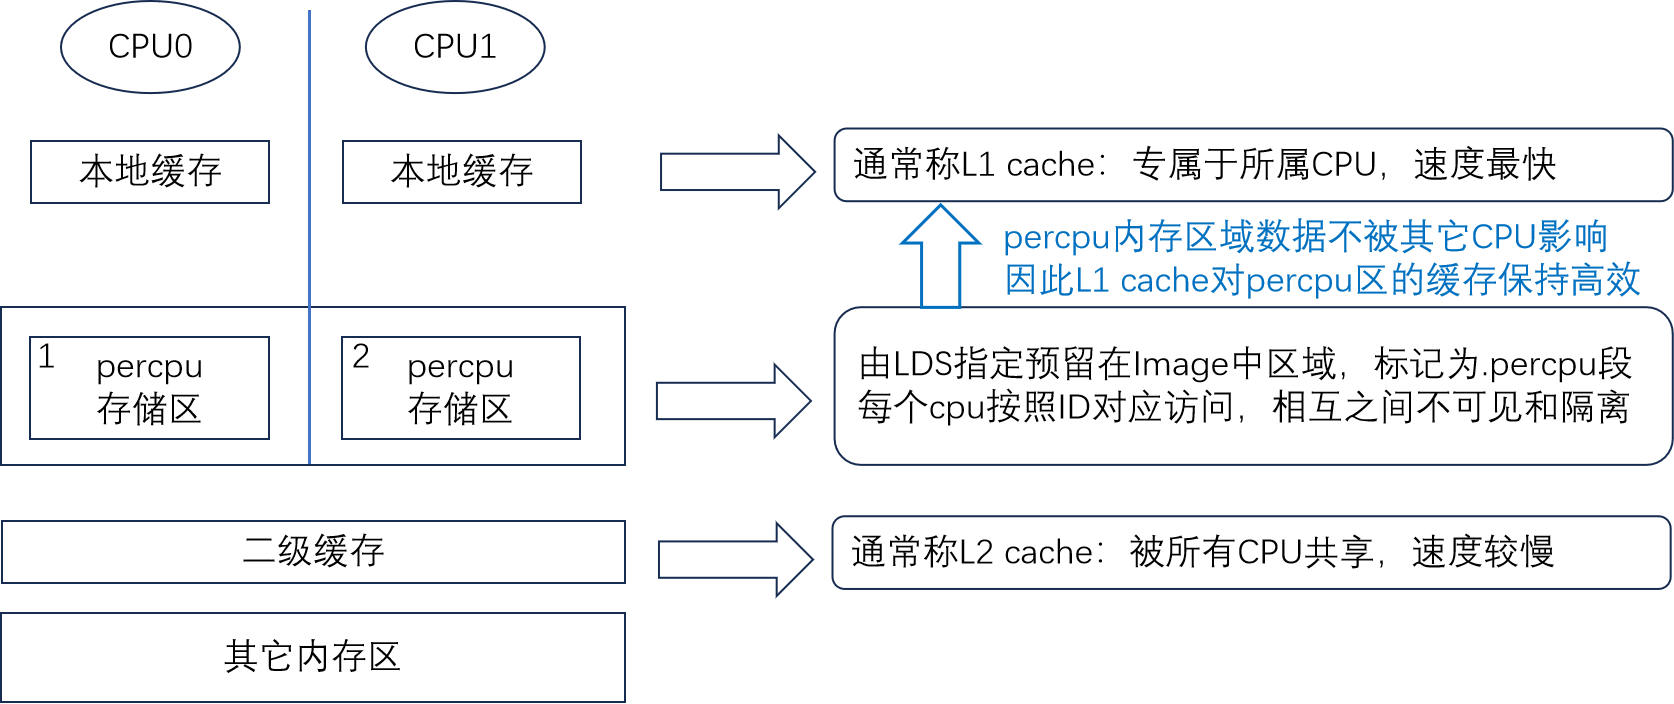 CPU0
CPU1
本地缓存
本地缓存
通常称L1 cache：专属于所属CPU，速度最快
percpu内存区域数据不被其它CPU影响
因此L1 cache对percpu区的缓存保持高效
1
percpu
存储区
2
percpu
存储区
由LDS指定预留在Image中区域，标记为.percpu段
每个cpu按照ID对应访问，相互之间不可见和隔离
二级缓存
通常称L2 cache：被所有CPU共享，速度较慢
其它内存区